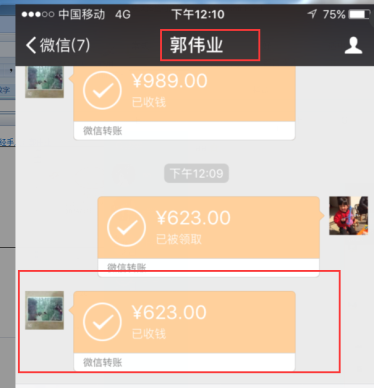 中国移动 4G 下午12:10 75%
微信(7) 郭伟业
¥989.00
已收钱
微信转账
下午12:09
¥623.00
已被领取
微信转账
¥623.00
已收钱
微信转账